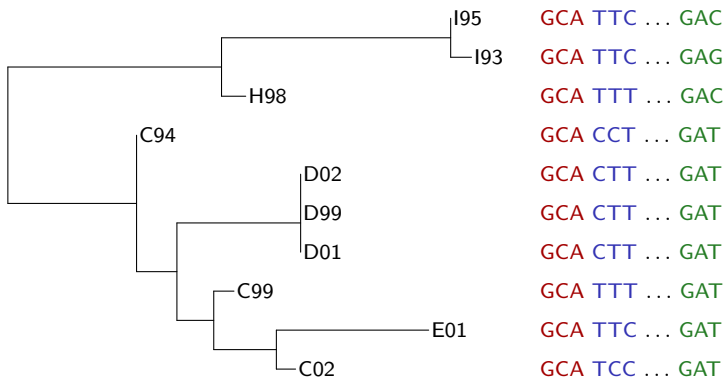 I95 GCA TTC ... GAC
I93 GCA TTC ... GAG
H98 GCA TTT ... GAC
C94 GCA CCT ... GAT
D02 GCA CTT ... GAT
D99 GCA CTT ... GAT
D01 GCA CTT ... GAT
C99 GCA TTT ... GAT
E01 GCA TTC ... GAT
C02 GCA TCC ... GAT